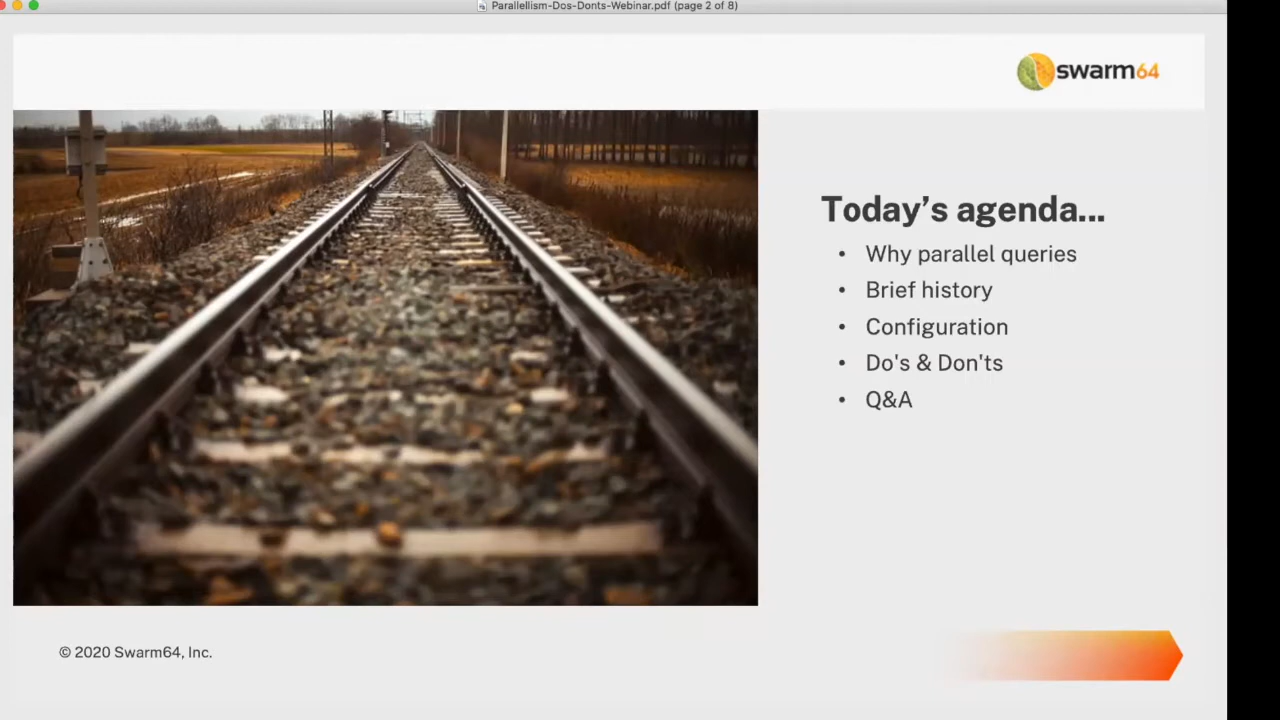 Parallellism-Dos-Donts-Webinar.pdf (page 2 of 8)
swarm64
Today’s agenda...
• Why parallel queries
• Brief history
• Configuration
• Do's & Don'ts
• Q&A
© 2020 Swarm64, Inc.